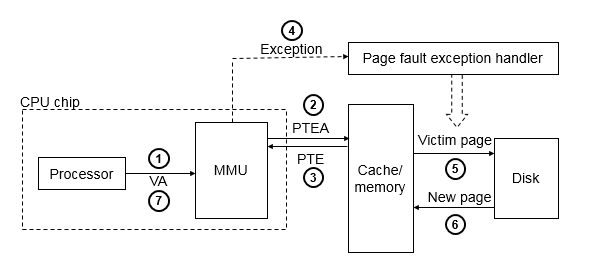 4
Exception
Page fault exception handler
CPU chip
2
PTEA
Victim page
1
Processor
VA
7
MMU
PTE
3
Cache/
memory
5
Disk
New page
6